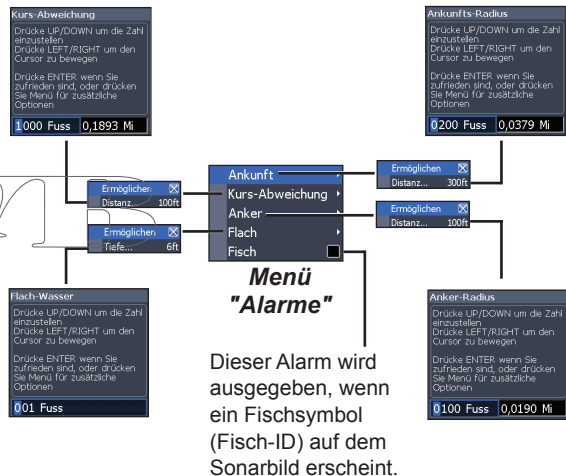 Kurs-Abweichung
Drücke UP/DOWN um die Zahl
einzustellen
Drücke LEFT/RIGHT um den
Cursor zu bewegen
Drücke ENTER wenn Sie
zufrieden sind, oder drücken
Sie Menü für zusätzliche
Optionen
1000 Fuss 0,1893 Mi
Ankunfts-Radius
Drücke UP/DOWN um die Zahl
einzustellen
Drücke LEFT/RIGHT um den
Cursor zu bewegen
Drücke ENTER wenn Sie
zufrieden sind, oder drücken
Sie Menü für zusätzliche
Optionen
0200 Fuss 0,0379 Mi
Ermöglichen
Distanz... 100ft
Ermöglichen
Tiefe... 6ft
Ankunft
Kurs-Abweichung
Anker
Flach
Fisch
Ermöglichen
Distanz... 300ft
Ermöglichen
Distanz... 100ft
Menü
"Alarme"
Flach-Wasser
Drücke UP/DOWN um die Zahl
einzustellen
Drücke LEFT/RIGHT um den
Cursor zu bewegen
Drücke ENTER wenn Sie
zufrieden sind, oder drücken
Sie Menü für zusätzliche
Optionen
001 Fuss
Anker-Radius
Drücke UP/DOWN um die Zahl
einzustellen
Drücke LEFT/RIGHT um den
Cursor zu bewegen
Drücke ENTER wenn Sie
zufrieden sind, oder drücken
Sie Menü für zusätzliche
Optionen
0100 Fuss 0,0190 Mi
Dieser Alarm wird
ausgegeben, wenn
ein Fischsymbol
(Fisch-ID) auf dem
Sonarbild erscheint.